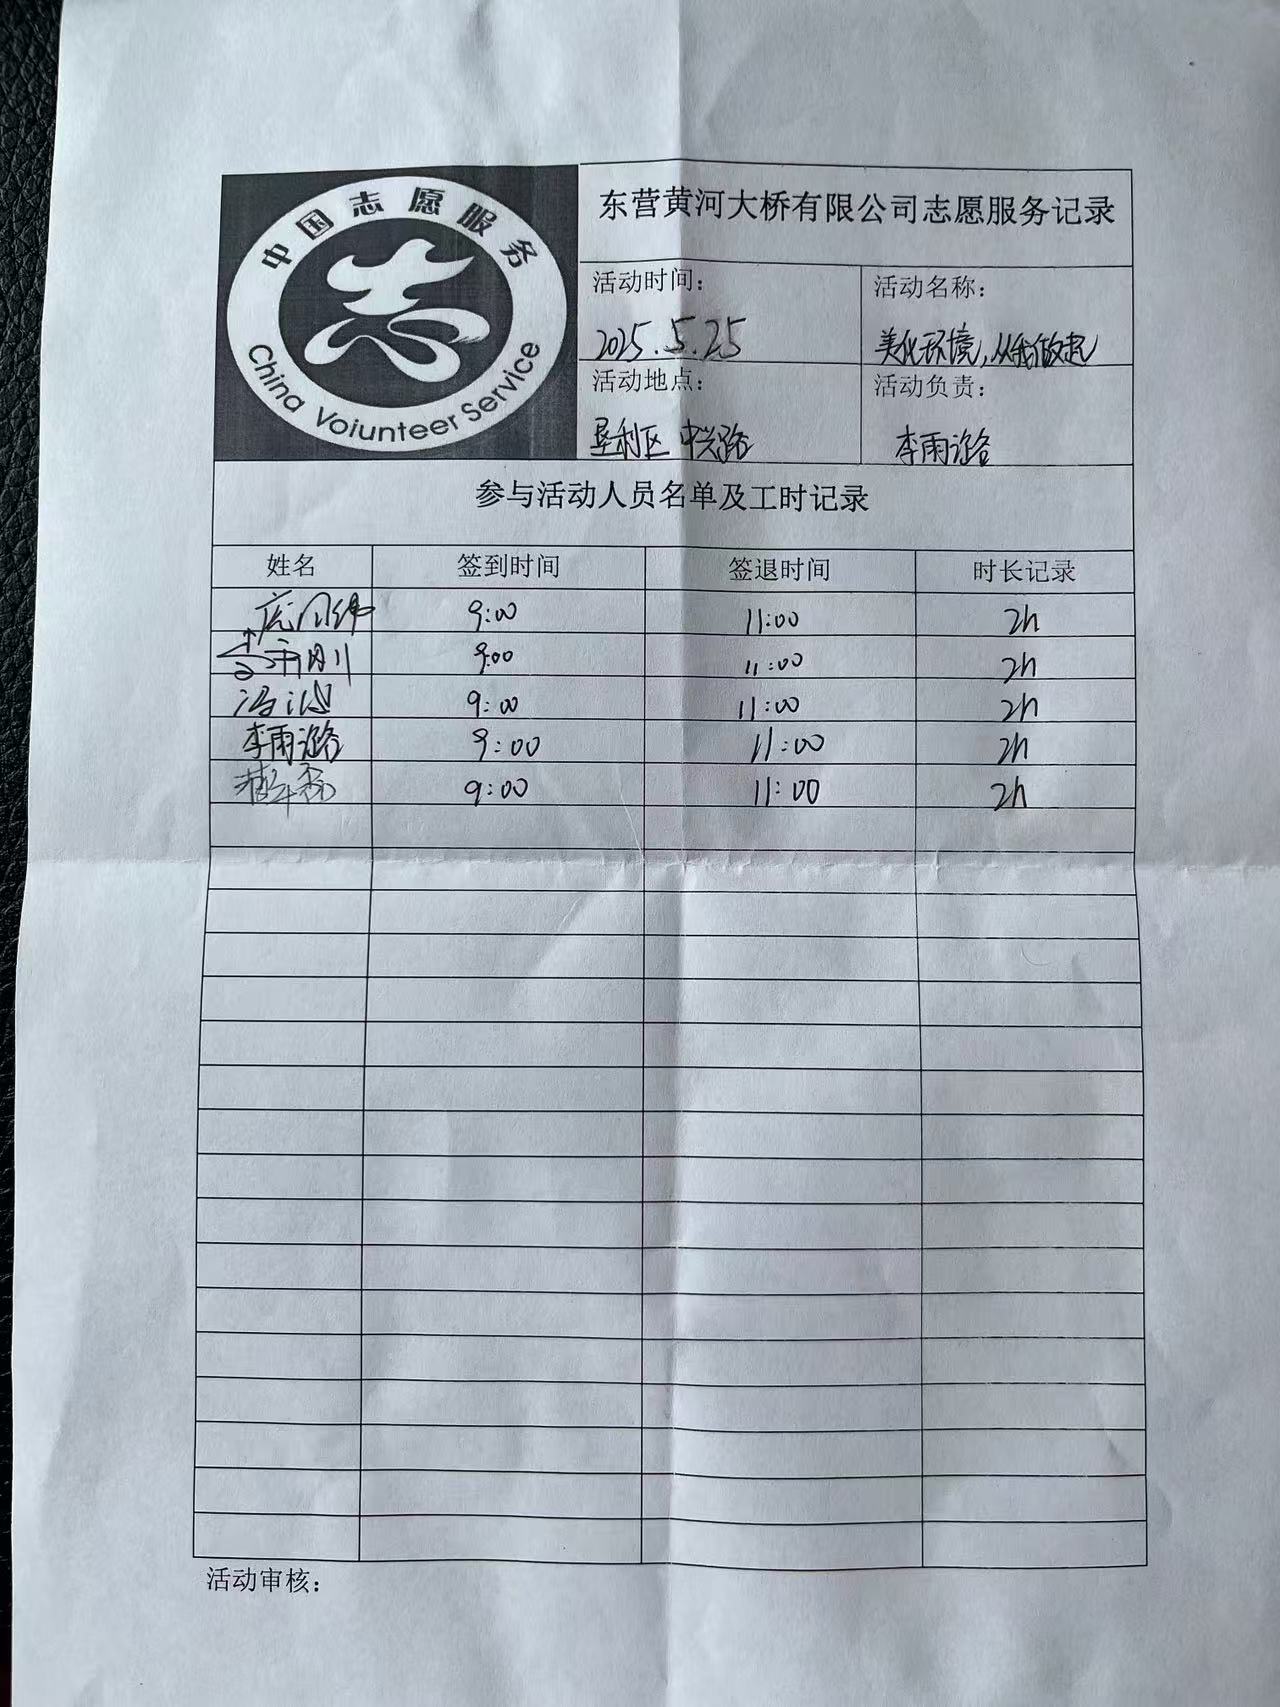 中国志愿服务
China Voiunteer Service
东营黄河大桥有限公司志愿服务记录
活动时间：
2025.5.25
活动名称：
美化环境，从我做起
活动地点：
垦利区 中兴路
活动负责：
李雨潞
参与活动人员名单及工时记录
姓名 签到时间 签退时间 时长记录
9:00 11:00 2h
9:00 11:00 2h
冯 9:00 11:00 2h
李雨潞 9:00 11:00 2h
9:00 11:00 2h
活动审核：